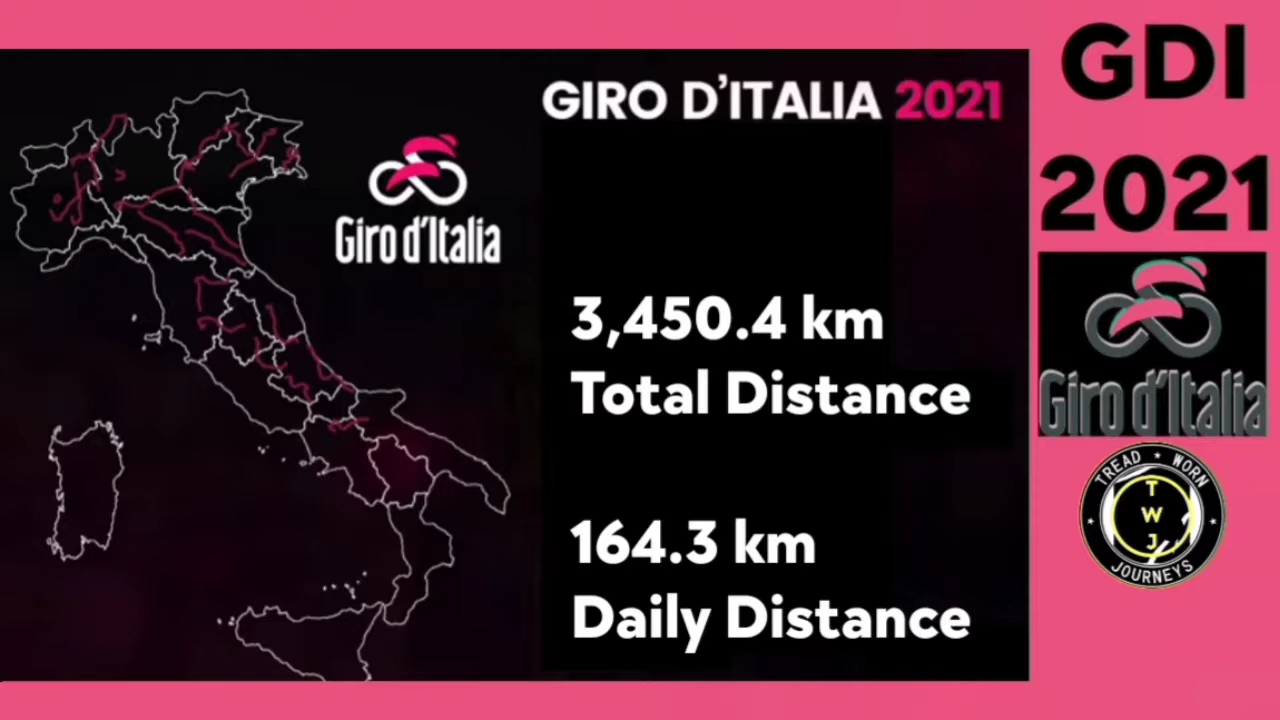 GIRO D'ITALIA 2021
Giro d'Italia
3,450.4 km
Total Distance
164.3 km
Daily Distance
GDI
2021
Giro d'Italia
TREAD ★ WORN
T
W
J
JOURNEYS